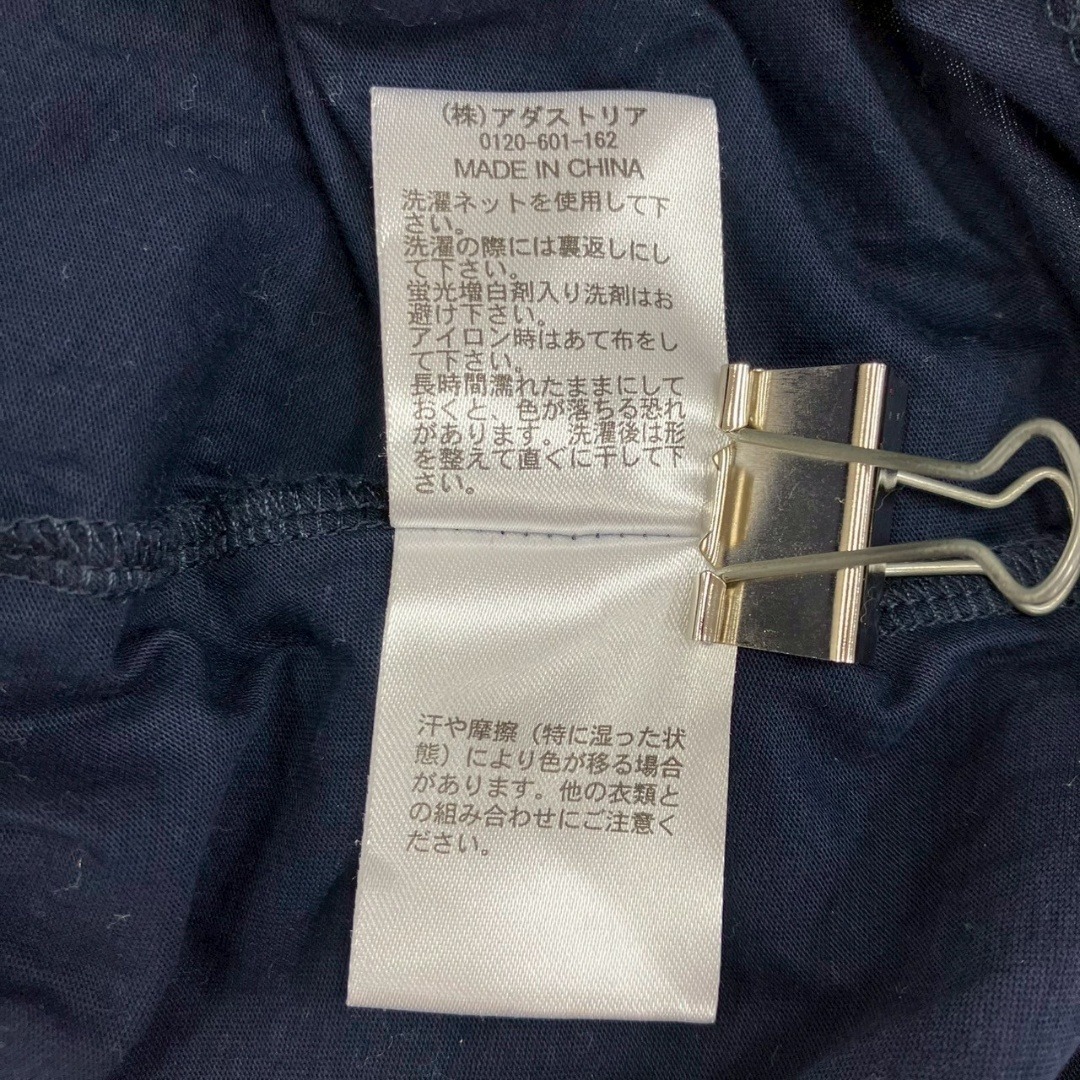 (株)アダストリア
0120-601-162
MADE IN CHINA
洗濯ネットを使用して下
さい。
洗濯の際には裏返しにし
て下さい。
蛍光増白剤入り洗剤はお
避け下さい。
アイロン時はあて布をし
て下さい。
長時間濡れたままにして
おくと、色が落ちる恐れ
があります。洗濯後は形
を整えて直ぐに干して下
さい。
汗や摩擦（特に湿った状
態）により色が移る場合
があります。他の衣類と
の組み合わせにご注意く
ださい。